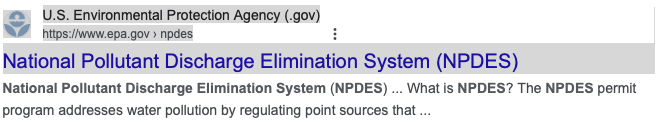 U.S. Environmental Protection Agency (.gov)
https://www.epa.gov › npdes
National Pollutant Discharge Elimination System (NPDES)
National Pollutant Discharge Elimination System (NPDES) ... What is NPDES? The NPDES permit
program addresses water pollution by regulating point sources that ...